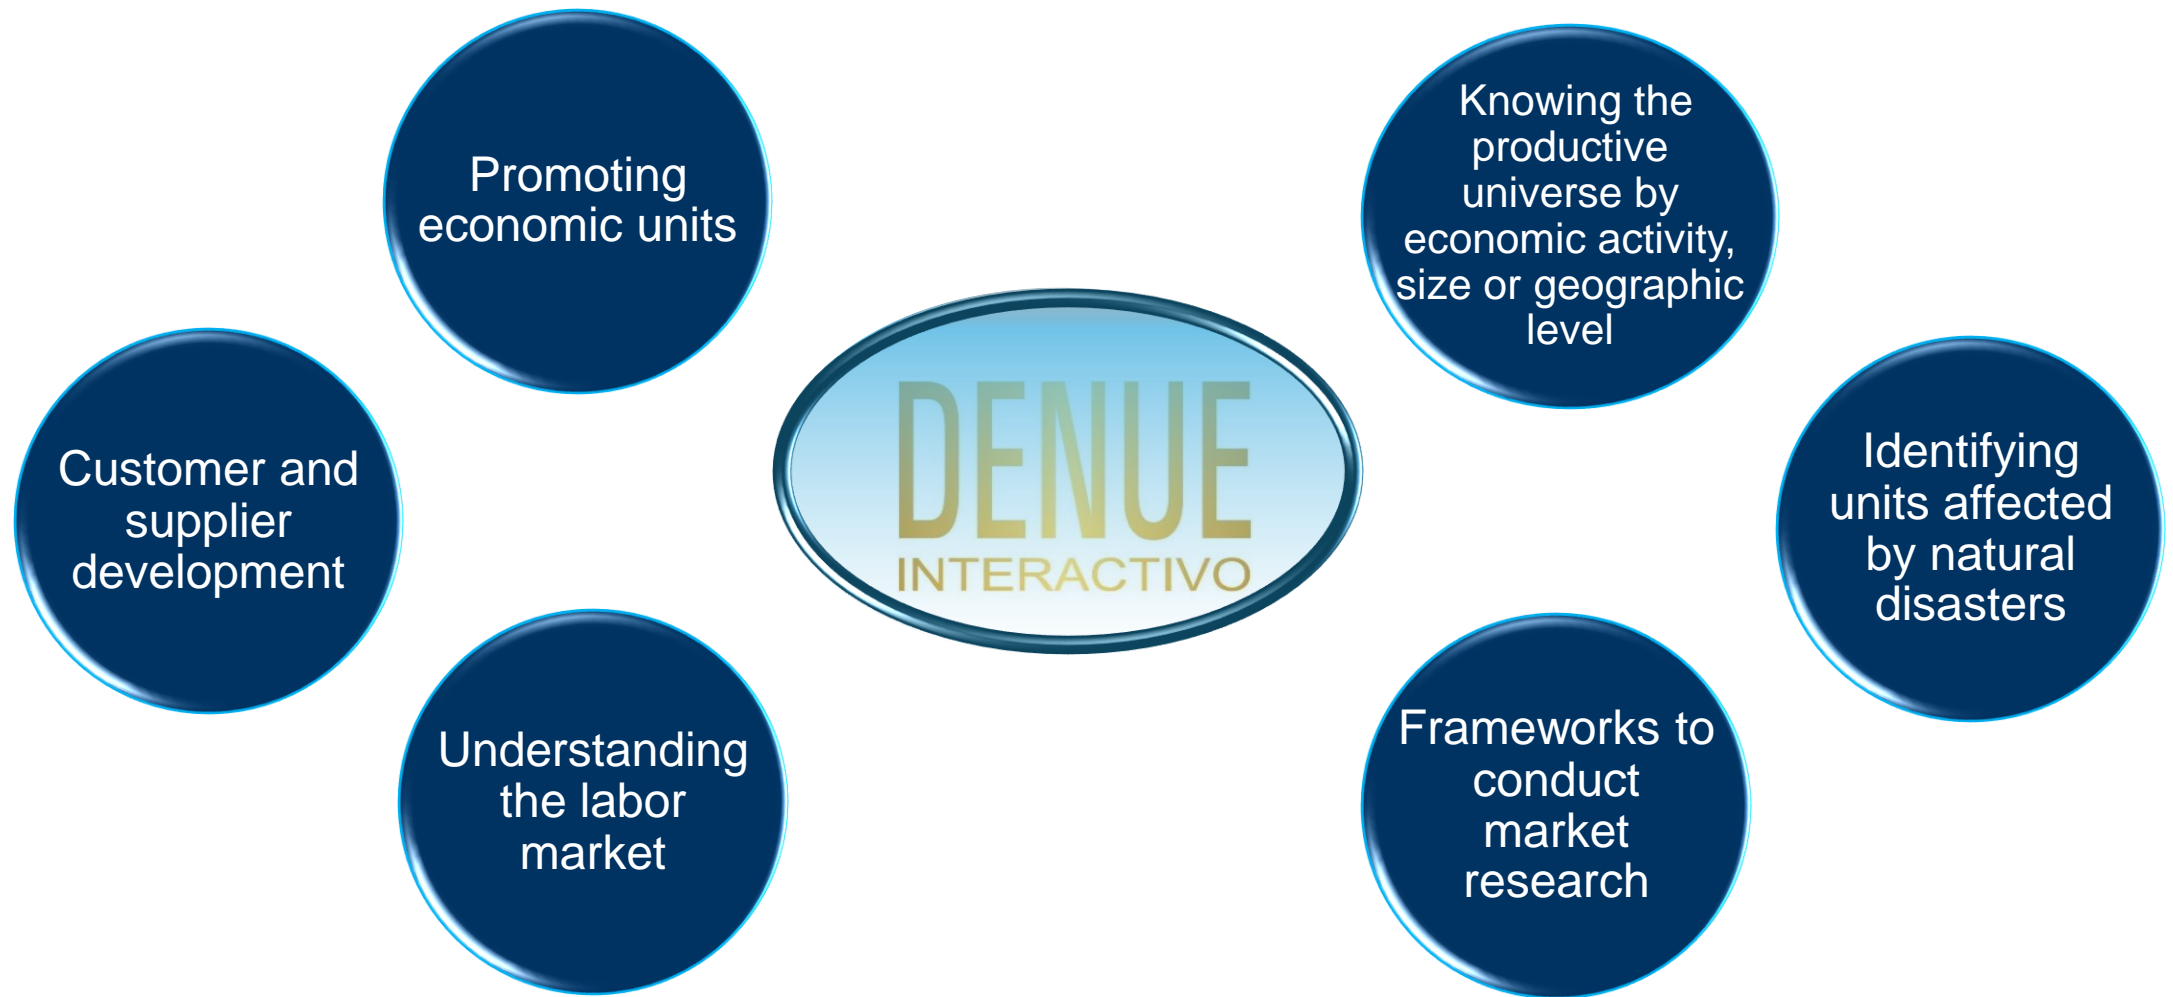 Promoting
economic units
Knowing the
productive
universe by
economic activity,
size or geographic
level
Customer and
supplier
development
DENUE
INTERACTIVO
Identifying
units affected
by natural
disasters
Understanding
the labor
market
Frameworks to
conduct
market
research